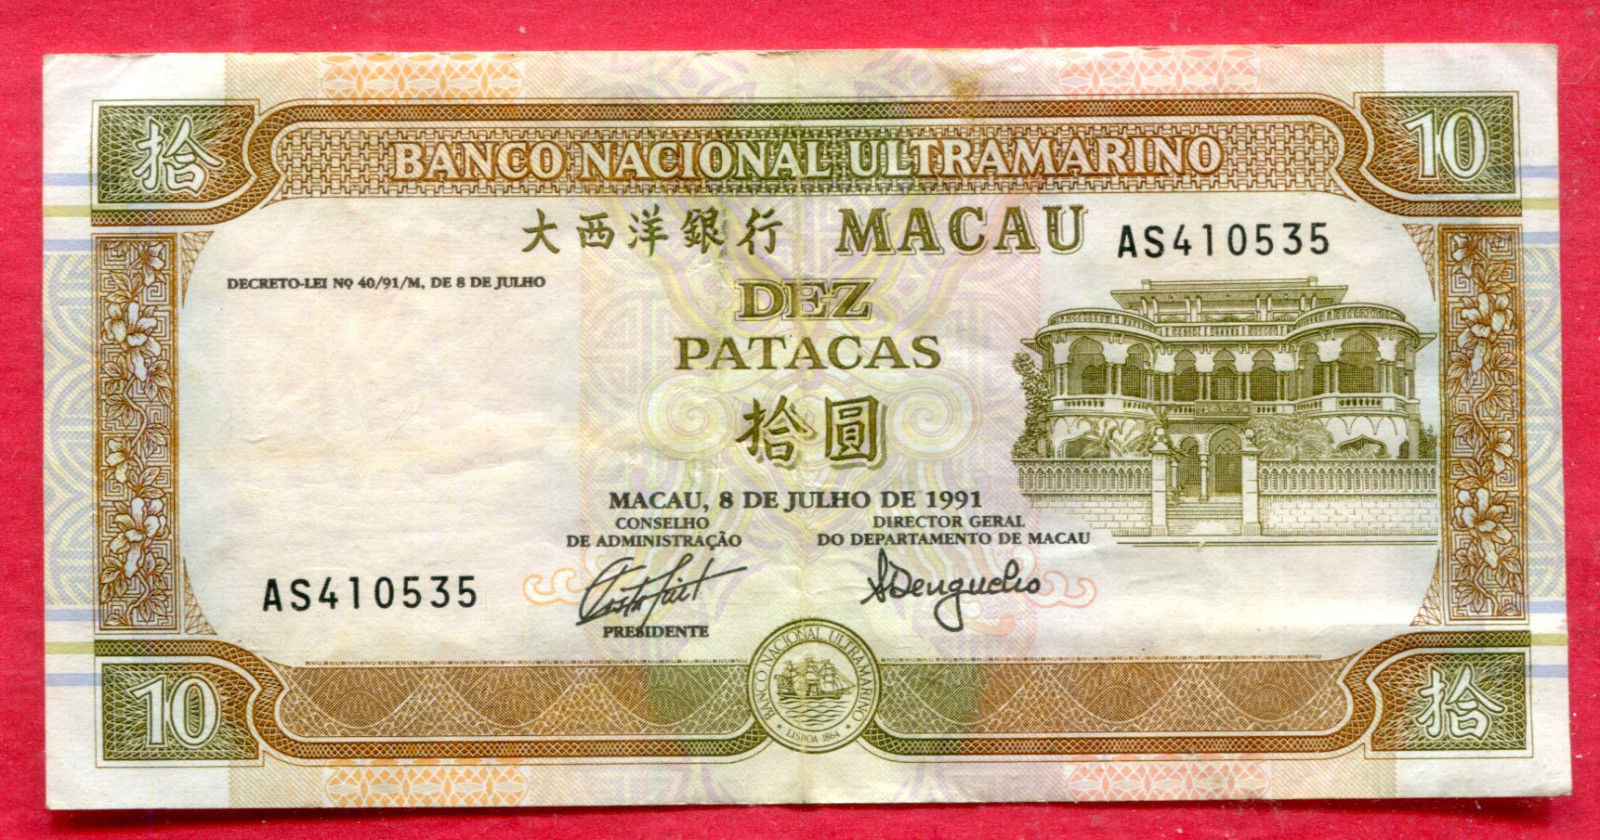 拾
10
BANCO NACIONAL ULTRAMARINO
大西洋銀行 MACAU
AS410535
DECRETO-LEI Nº 40/91/M, DE 8 DE JULHO
DEZ
PATACAS
拾圓
MACAU, 8 DE JULHO DE 1991
CONSELHO
DE ADMINISTRAÇÃO
DIRECTOR GERAL
DO DEPARTAMENTO DE MACAU
PRESIDENTE
AS410535
BANCO NACIONAL ULTRAMARINO
LISBOA 1864
10
拾